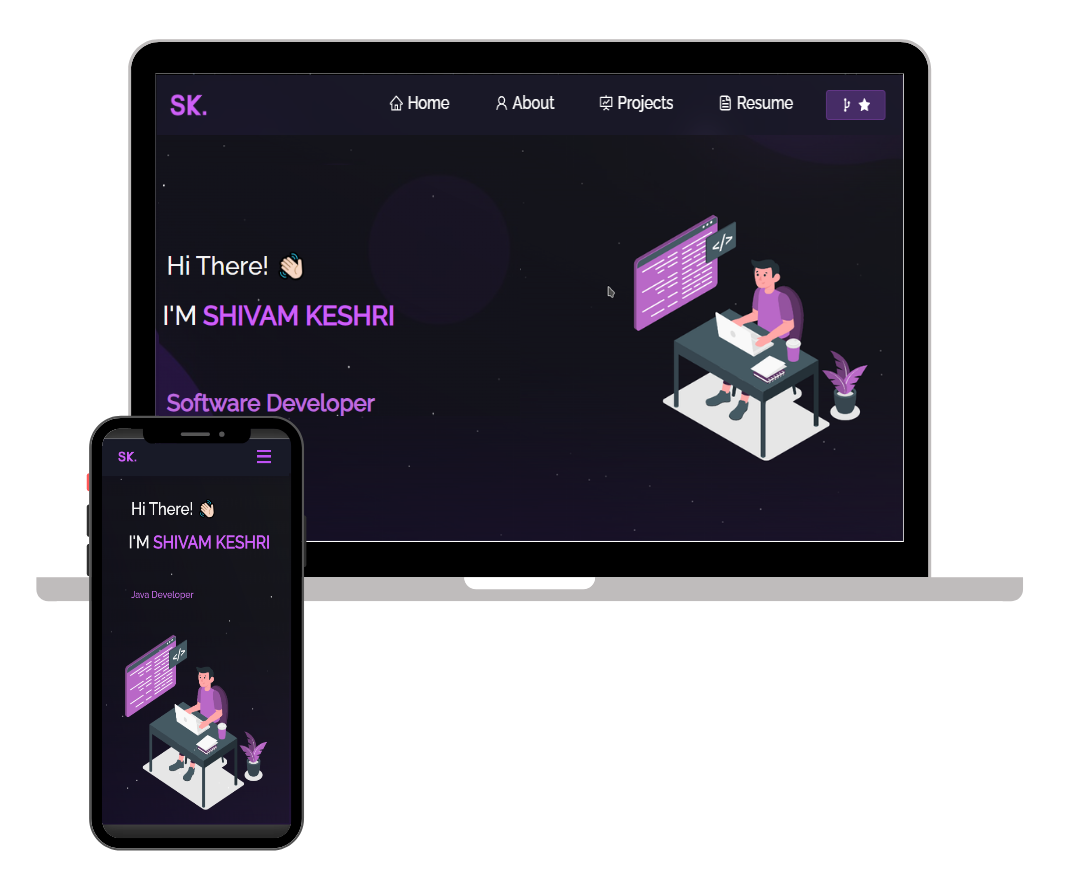 SK.
Home About Projects Resume
Hi There!
I'M SHIVAM KESHRI
Software Developer
</>
SK.
Hi There!
I'M SHIVAM KESHRI
Java Developer
</>